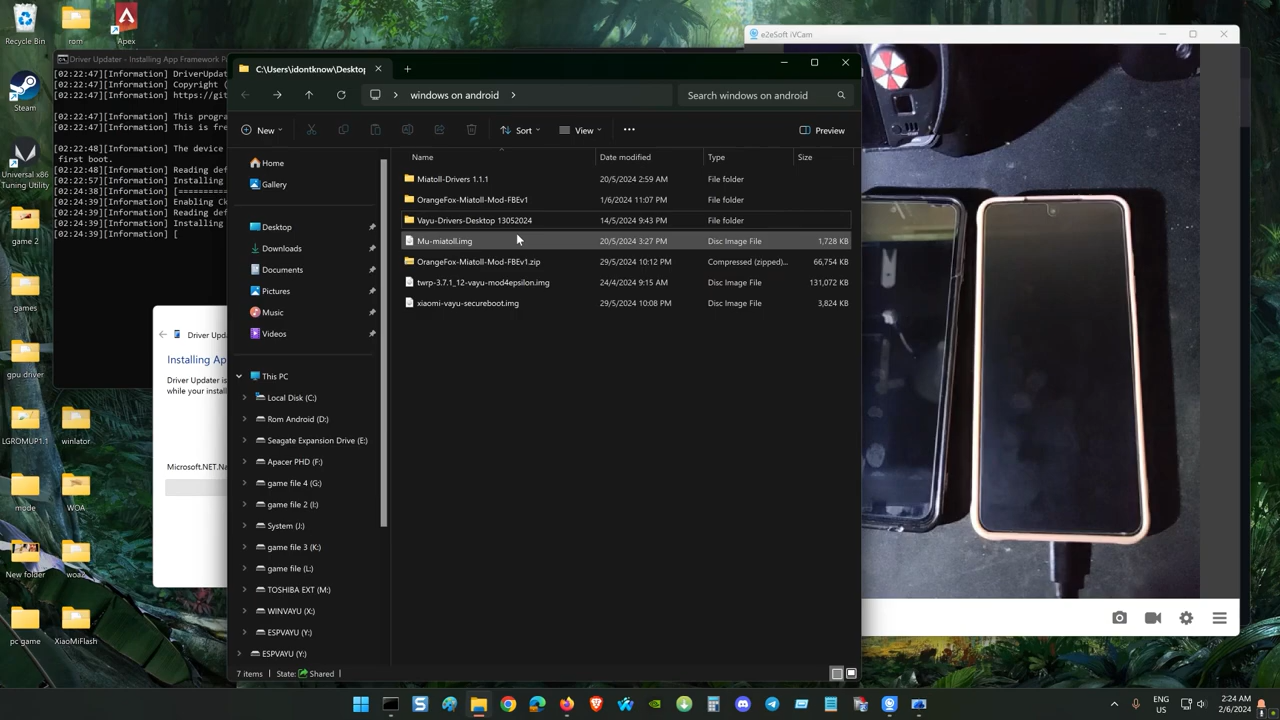 Recycle Bin
rom
Apex
Steam
Universal x86
Tuning Utility
game 2
games
gpu driver
LGROMUP1.1
winlator
mode
WOA
New folder
woaz
pc game
XiaoMiFlash
Driver Updater - Installing App Framework P
[02:22:47][Information] DriverUpda
[02:22:47][Information] Copyright (
[02:22:47][Information] https://git
[02:22:47][Information] This progra
[02:22:47][Information] This is fre
[02:22:48][Information] The device
first boot.
[02:22:48][Information] Reading def
[02:22:57][Information] Installing
[02:24:38][Information] [==========
[02:24:39][Information] Enabling Ck
[02:24:39][Information] Reading def
[02:24:39][Information] Installing
[02:24:39][Information] [
Driver Upda
Installing Ap
Driver Updater is
while your install
Microsoft.NET.Na
C:\Users\idontknow\Desktop
windows on android
Search windows on android
New
Sort
View
Preview
Name
Date modified
Type
Size
Miatoll-Drivers 1.1.1 20/5/2024 2:59 AM File folder
OrangeFox-Miatoll-Mod-FBEv1 1/6/2024 11:07 PM File folder
Vayu-Drivers-Desktop 13052024 14/5/2024 9:43 PM File folder
Mu-miatoll.img 20/5/2024 3:27 PM Disc Image File 1,728 KB
OrangeFox-Miatoll-Mod-FBEv1.zip 29/5/2024 10:12 PM Compressed (zipped)... 66,754 KB
twrp-3.7.1_12-vayu-mod4epsilon.img 24/4/2024 9:15 AM Disc Image File 131,072 KB
xiaomi-vayu-secureboot.img 29/5/2024 10:08 PM Disc Image File 3,824 KB
Home
Gallery
Desktop
Downloads
Documents
Pictures
Music
Videos
This PC
Local Disk (C:)
Rom Android (D:)
Seagate Expansion Drive (E:)
Apacer PHD (F:)
game file 4 (G:)
game file 2 (I:)
System (J:)
game file 3 (K:)
game file (L:)
TOSHIBA EXT (M:)
WINVAYU (X:)
ESPVAYU (Y:)
ESPVAYU (Y:)
7 items
State:
Shared
e2eSoft iVCam
ENG
US
2:24 AM
2/6/2024